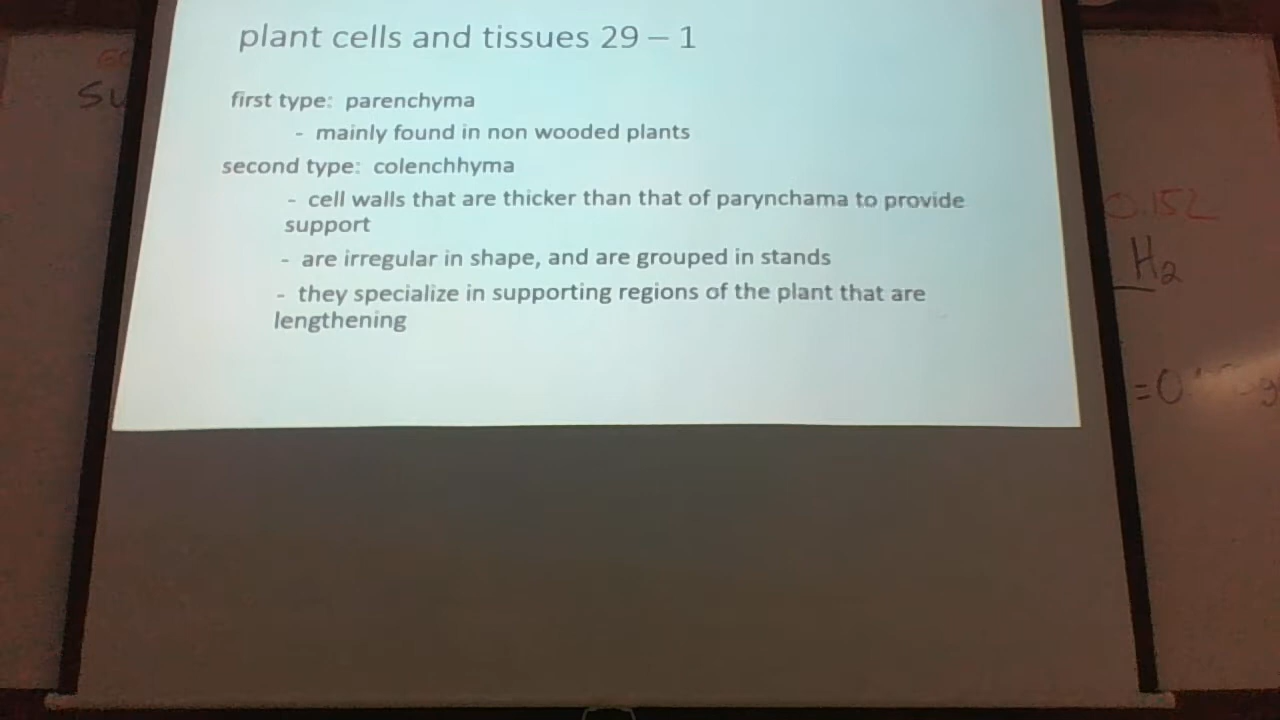 plant cells and tissues 29 – 1
first type: parenchyma
- mainly found in non wooded plants
second type: colenchhyma
- cell walls that are thicker than that of parynchama to provide
support
- are irregular in shape, and are grouped in stands
- they specialize in supporting regions of the plant that are
lengthening
Su
0.152
H2
=0